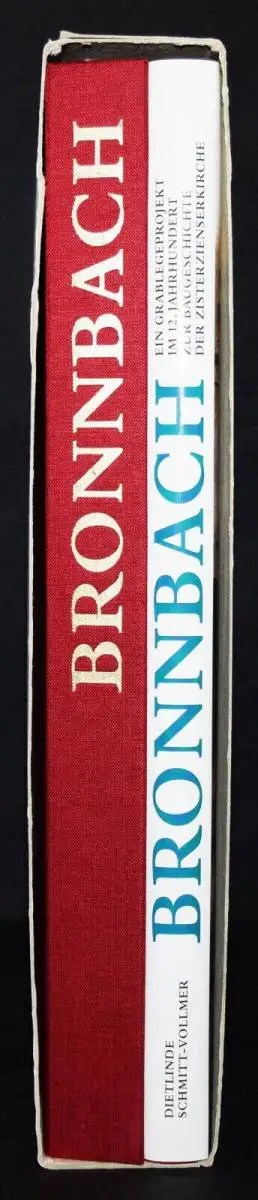 BRONNBACH
DIETLINDE
SCHMITT-VOLLMER
BRONNBACH
EIN GRABLEGEPROJEKT
IM 12. JAHRHUNDERT
ZUR BAUGESCHICHTE
DER ZISTERZIENSERKIRCHE